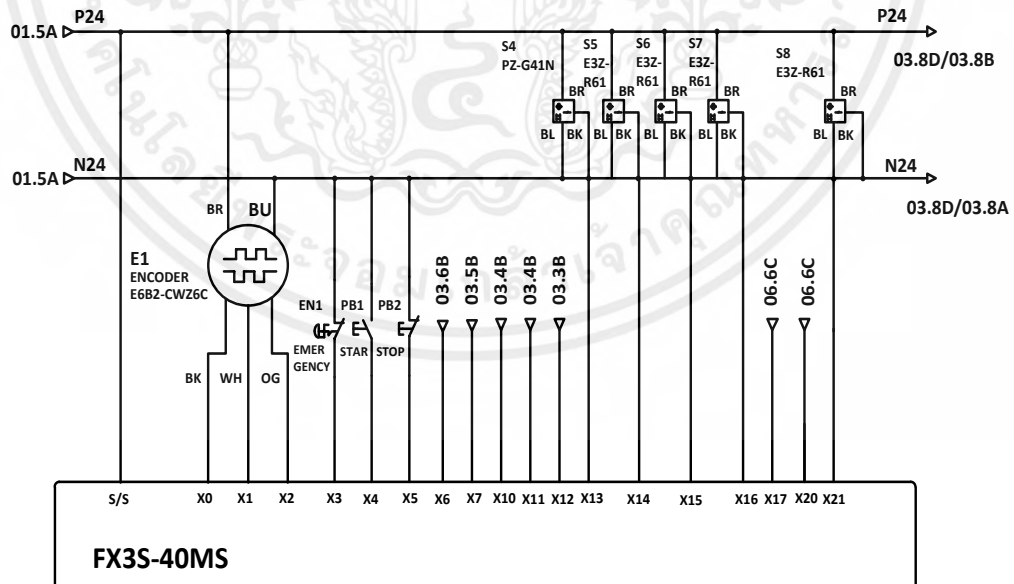 P24
P24
01.5A
03.8D/03.8B
S4
PZ-G41N
S5
E3Z-
R61
S6
E3Z-
R61
S7
E3Z-
R61
S8
E3Z-R61
BR
BR
BR
BR
BR
BL
BK
BL
BK
BL
BK
BL
BK
BL
BK
N24
N24
01.5A
03.8D/03.8A
BR
BU
E1
ENCODER
E6B2-CWZ6C
03.6B
03.5B
03.4B
03.4B
03.3B
06.6C
06.6C
EN1
PB1
PB2
EMER
GENCY
STAR
STOP
BK
WH
OG
S/S
X0
X1
X2
X3
X4
X5
X6
X7
X10
X11
X12
X13
X14
X15
X16
X17
X20
X21
FX3S-40MS